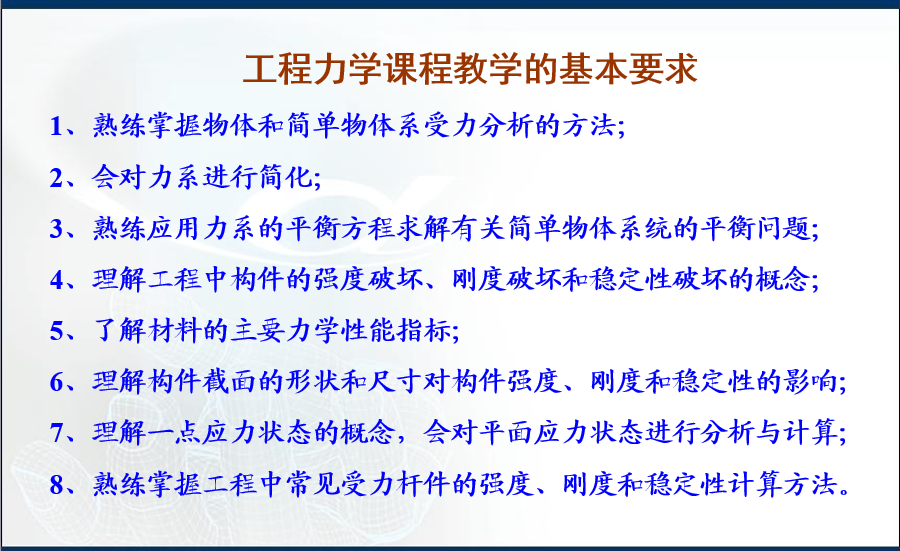 工程力学课程教学的基本要求
1、熟练掌握物体和简单物体系受力分析的方法;
2、会对力系进行简化;
3、熟练应用力系的平衡方程求解有关简单物体系统的平衡问题;
4、理解工程中构件的强度破坏、刚度破坏和稳定性破坏的概念;
5、了解材料的主要力学性能指标;
6、理解构件截面的形状和尺寸对构件强度、刚度和稳定性的影响;
7、理解一点应力状态的概念，会对平面应力状态进行分析与计算;
8、熟练掌握工程中常见受力杆件的强度、刚度和稳定性计算方法。